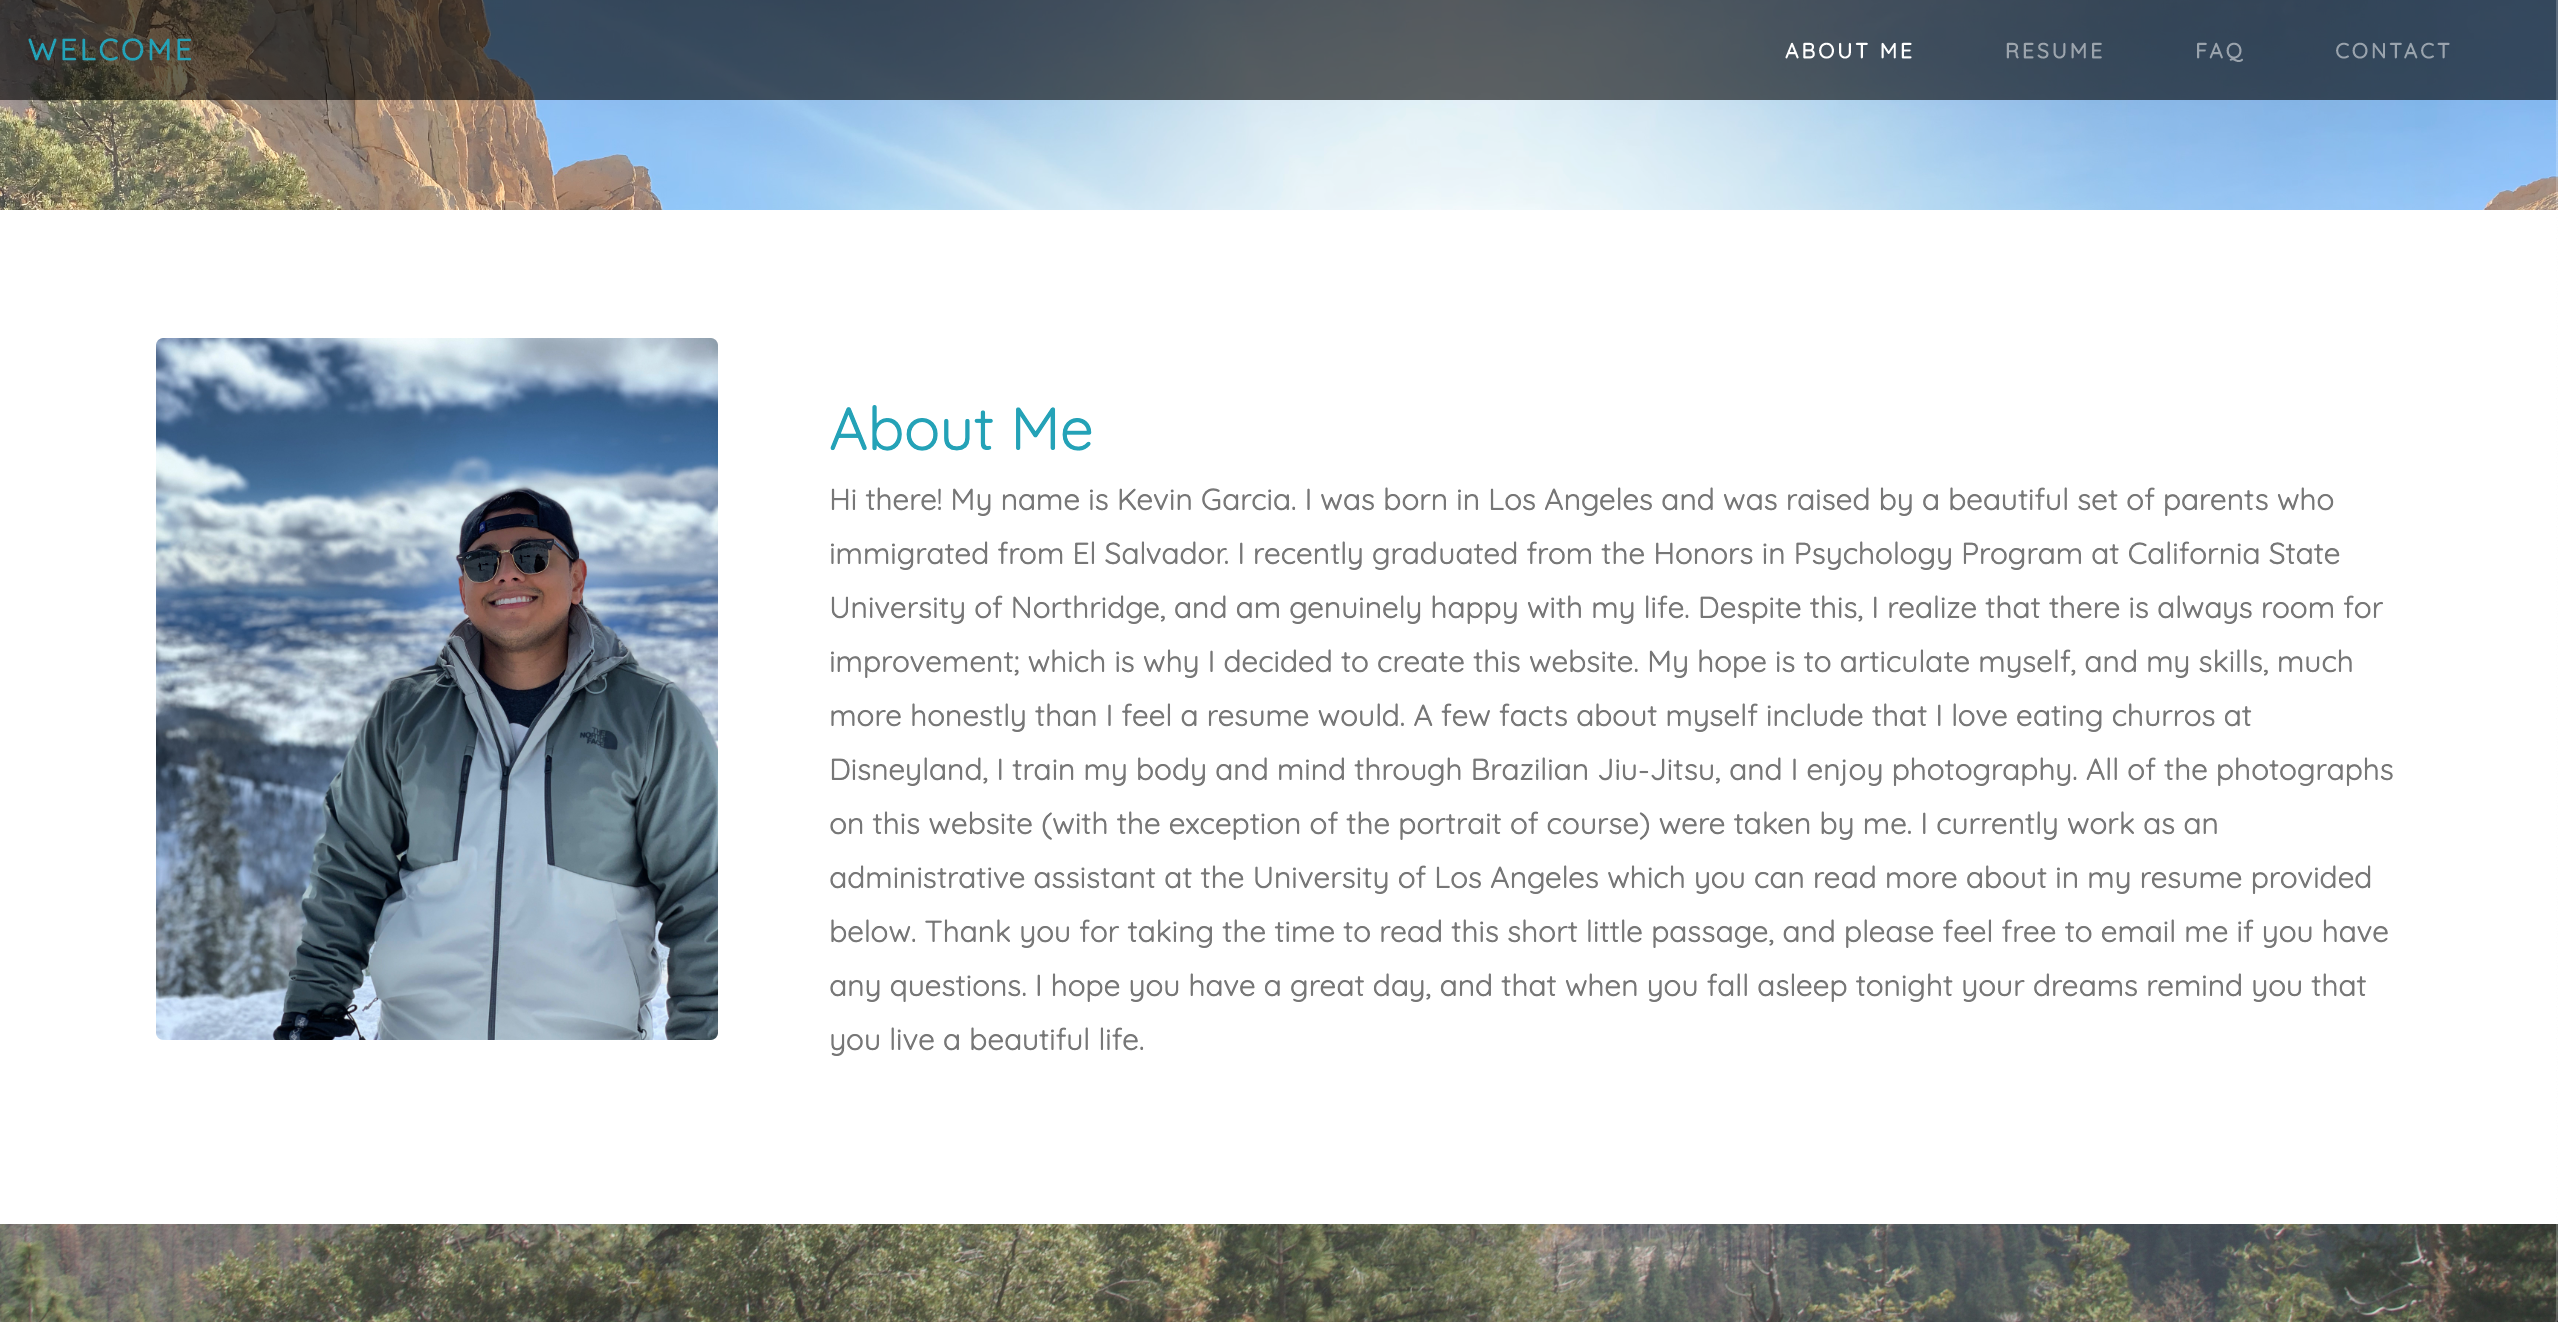 WELCOME
ABOUT ME
RESUME
FAQ
CONTACT
About Me
Hi there! My name is Kevin Garcia. I was born in Los Angeles and was raised by a beautiful set of parents who
immigrated from El Salvador. I recently graduated from the Honors in Psychology Program at California State
University of Northridge, and am genuinely happy with my life. Despite this, I realize that there is always room for
improvement; which is why I decided to create this website. My hope is to articulate myself, and my skills, much
more honestly than I feel a resume would. A few facts about myself include that I love eating churros at
Disneyland, I train my body and mind through Brazilian Jiu-Jitsu, and I enjoy photography. All of the photographs
on this website (with the exception of the portrait of course) were taken by me. I currently work as an
administrative assistant at the University of Los Angeles which you can read more about in my resume provided
below. Thank you for taking the time to read this short little passage, and please feel free to email me if you have
any questions. I hope you have a great day, and that when you fall asleep tonight your dreams remind you that
you live a beautiful life.
THE
NORTH
FACE